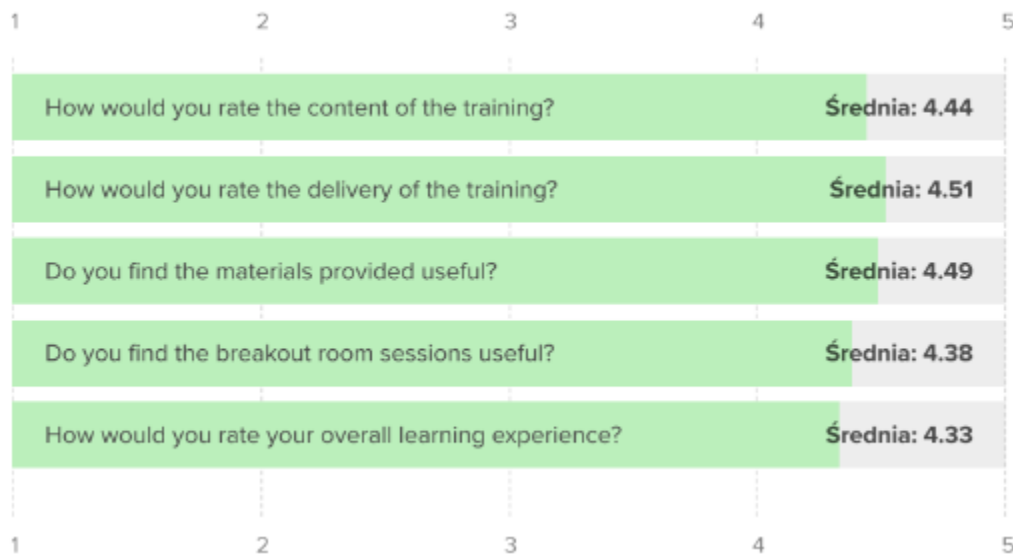 1 2 3 4 5
How would you rate the content of the training? Średnia: 4.44
How would you rate the delivery of the training? Średnia: 4.51
Do you find the materials provided useful? Średnia: 4.49
Do you find the breakout room sessions useful? Średnia: 4.38
How would you rate your overall learning experience? Średnia: 4.33
1 2 3 4 5